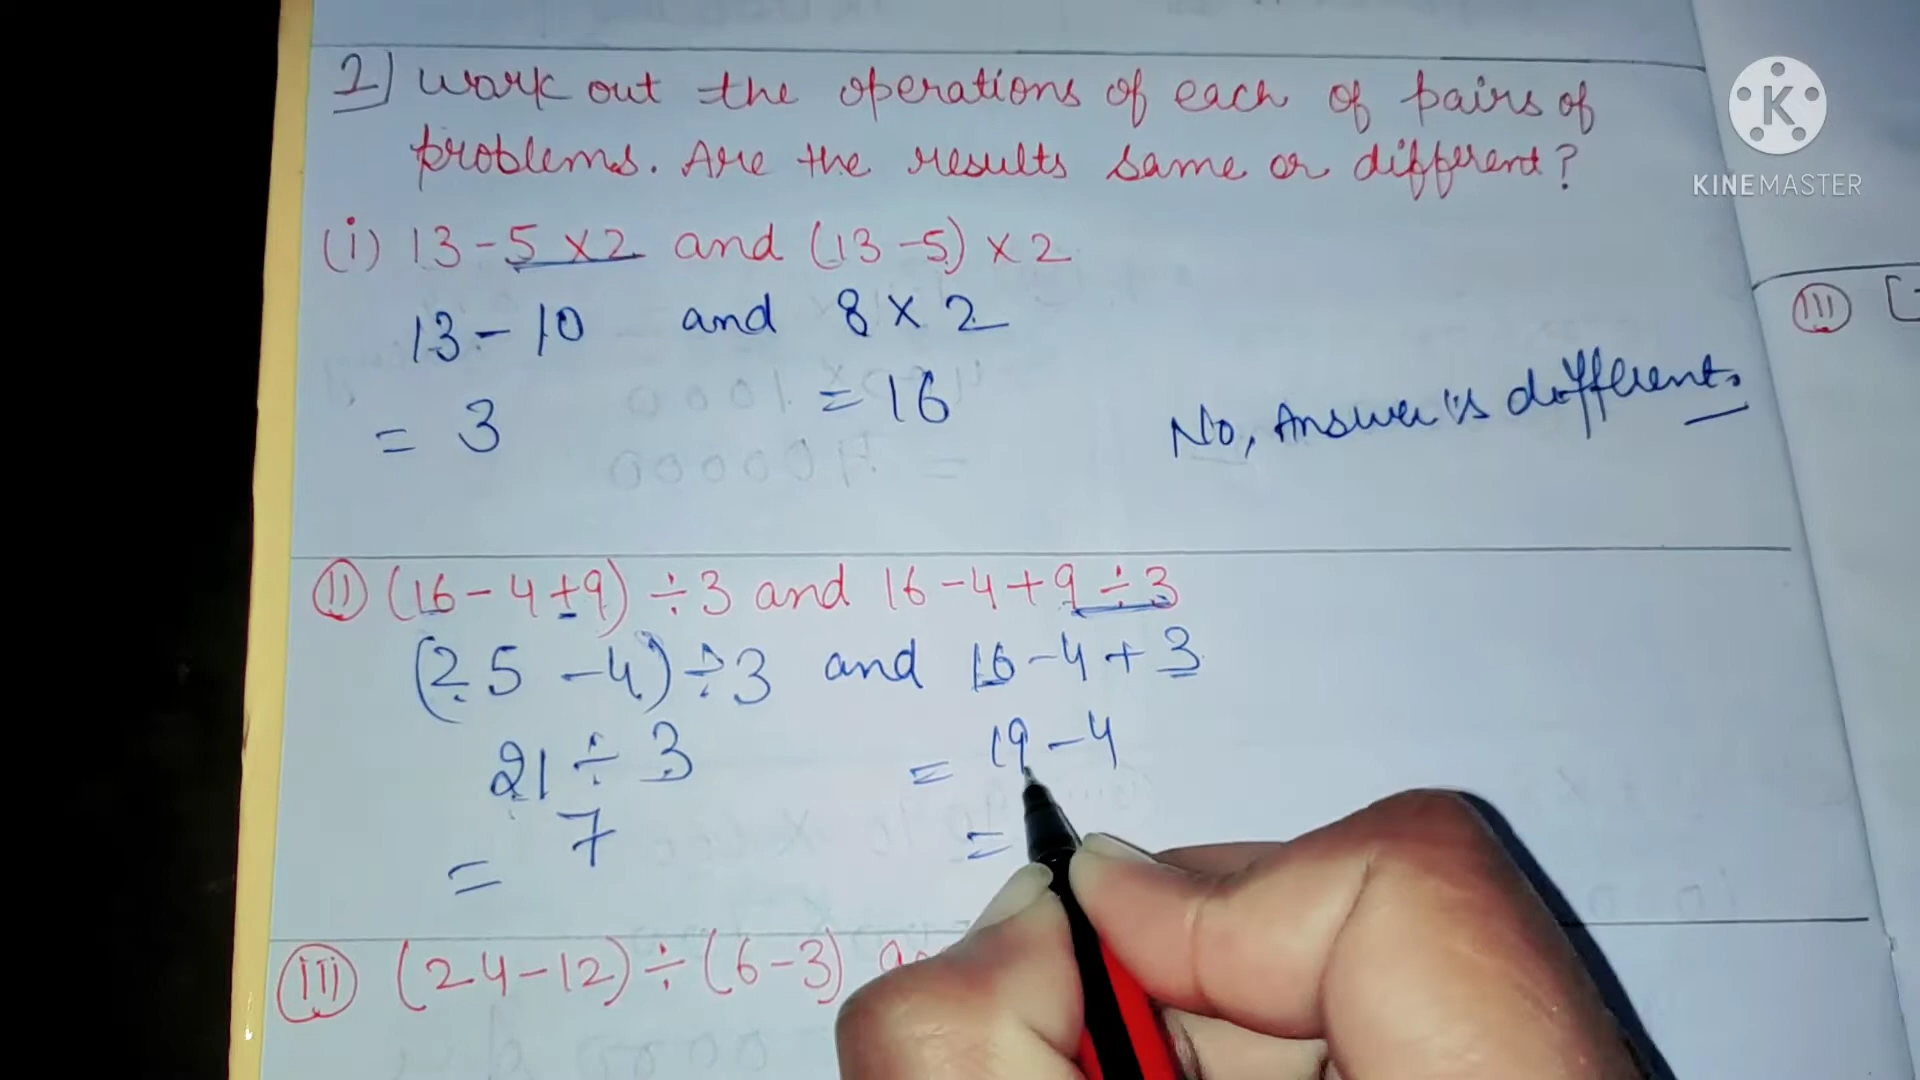 2) Work out the operations of each of pairs of
problems. Are the results same or different?
(i) 13 - 5 × 2 and (13 - 5) × 2
13 - 10 and 8 × 2
= 3 = 16
No, Answer is different.
(II) (16 - 4 + 9) ÷ 3 and 16 - 4 + 9 ÷ 3
(25 - 4) ÷ 3 and 16 - 4 + 3
21 ÷ 3 = 19 - 4
= 7 =
(III) (24 - 12) ÷ (6 - 3)
(III) [
K
KINEMASTER